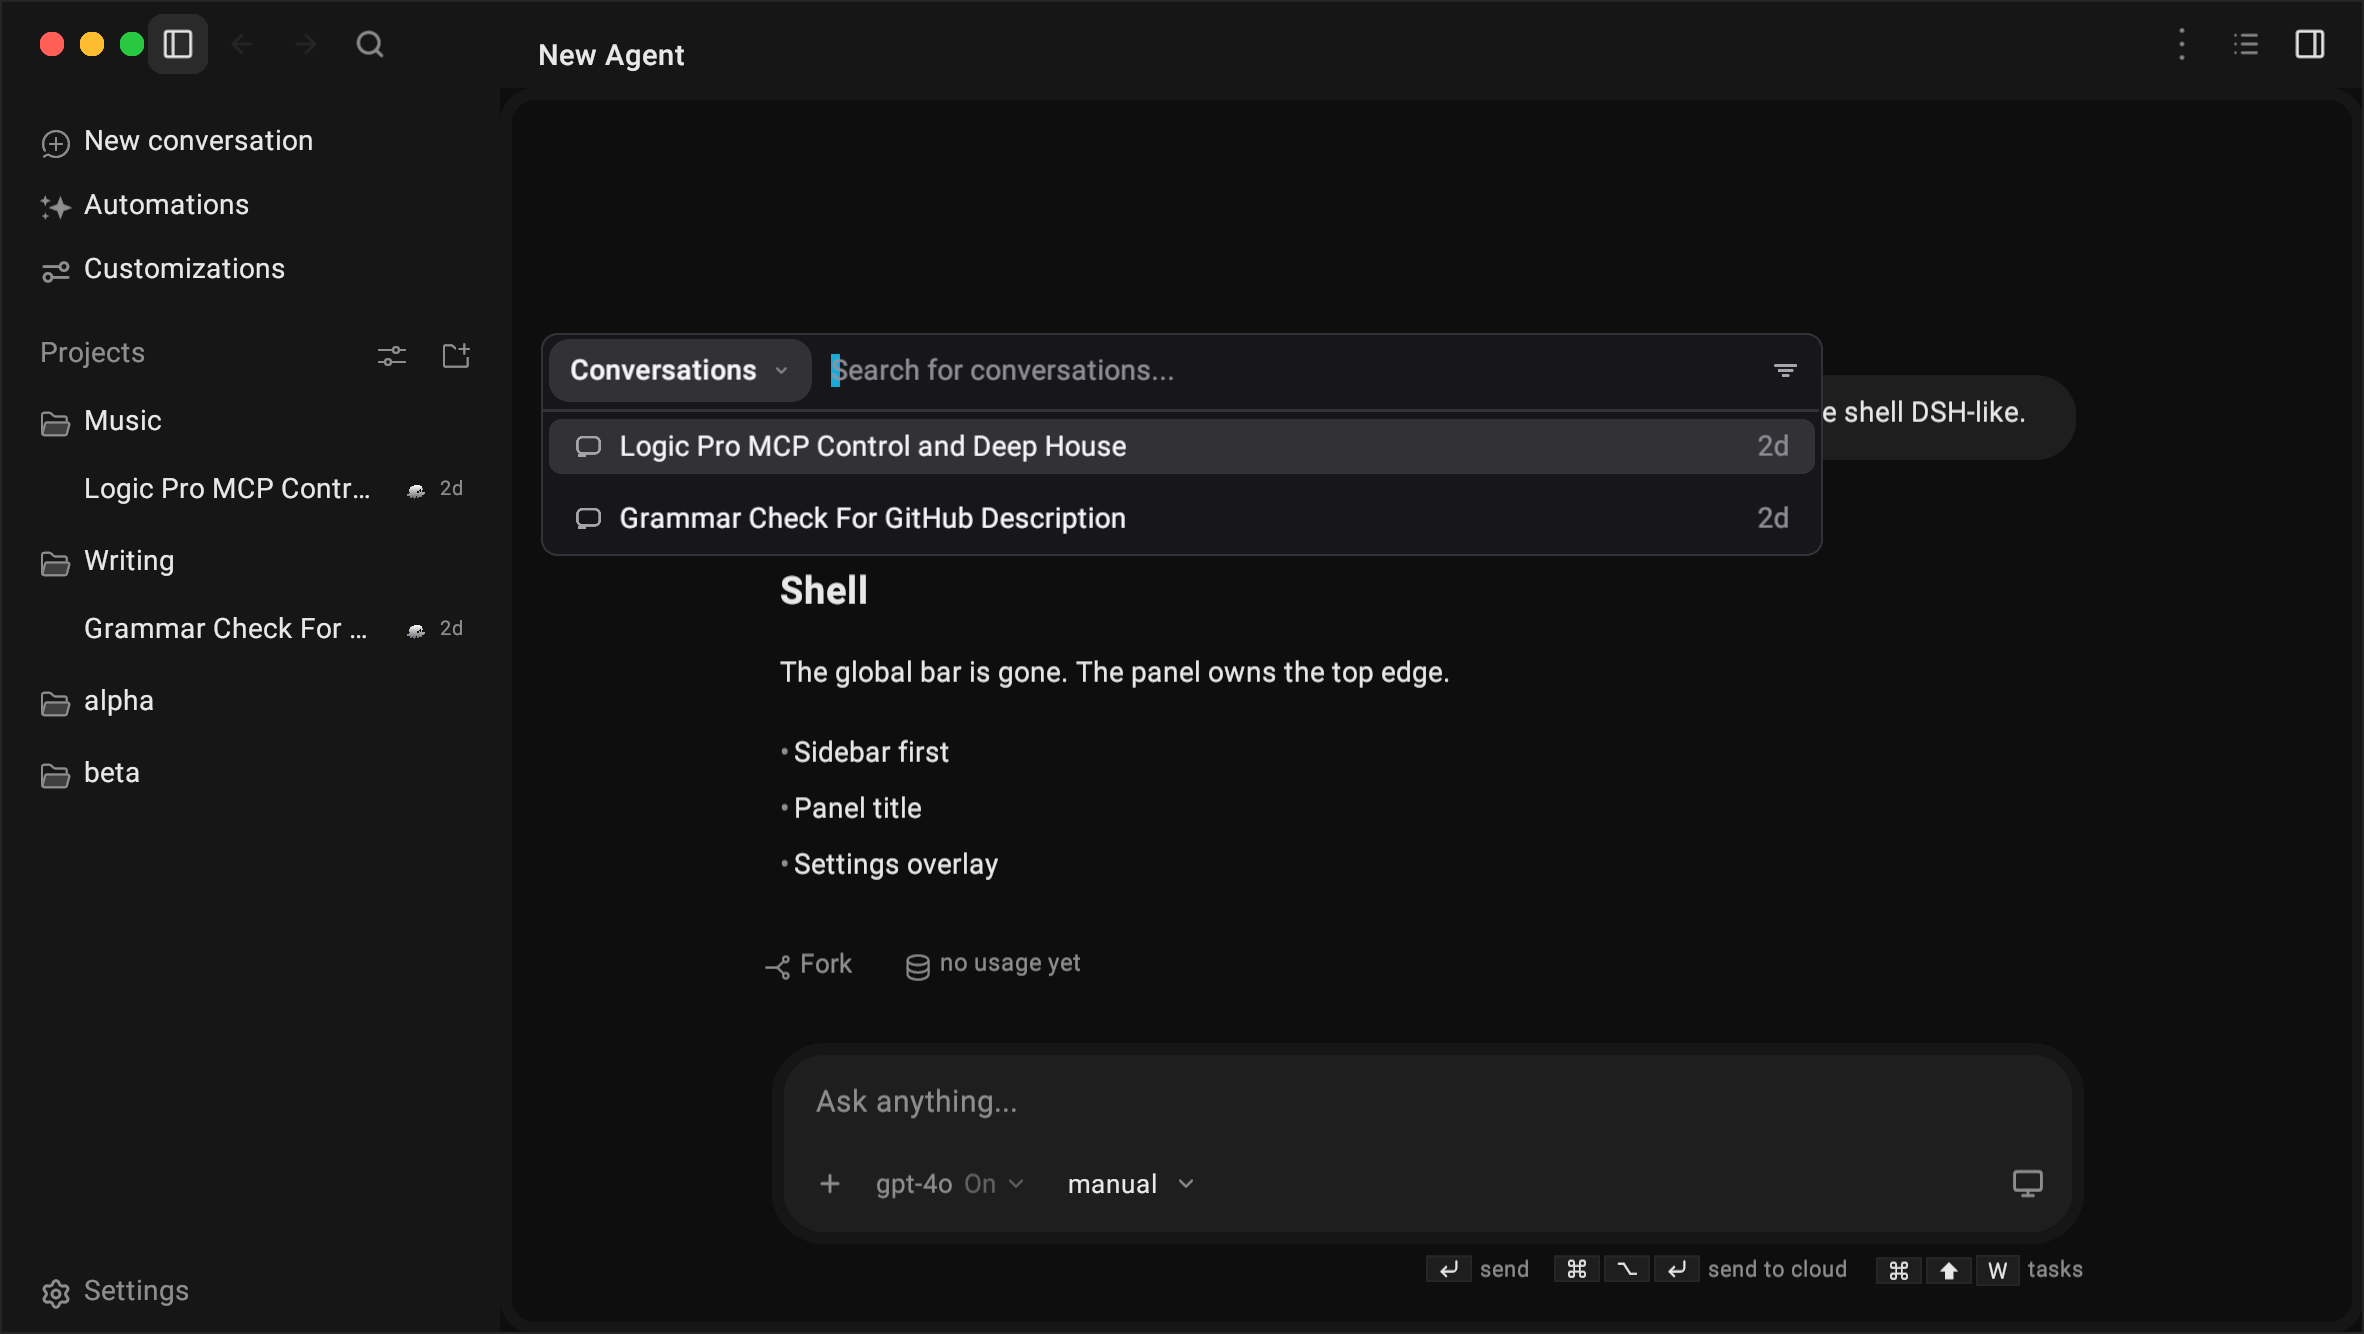 New Agent
New conversation
Automations
Customizations
Projects
Music
Logic Pro MCP Contr... 2d
Writing
Grammar Check For ... 2d
alpha
beta
Settings
Conversations Search for conversations...
Logic Pro MCP Control and Deep House 2d
Grammar Check For GitHub Description 2d
e shell DSH-like.
Shell
The global bar is gone. The panel owns the top edge.
• Sidebar first
• Panel title
• Settings overlay
Fork no usage yet
Ask anything...
+ gpt-4o On manual
send ⌘ ⌥ send to cloud ⌘ W tasks